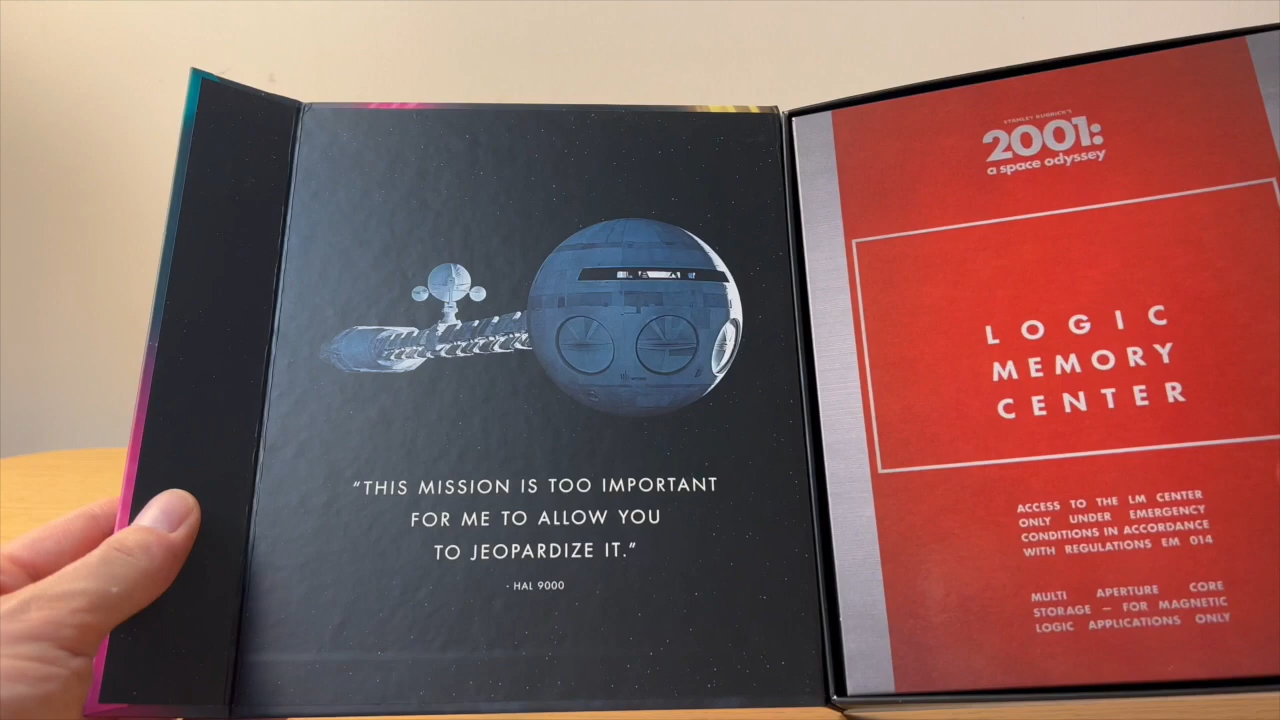 “THIS MISSION IS TOO IMPORTANT
FOR ME TO ALLOW YOU
TO JEOPARDIZE IT.”
- HAL 9000
STANLEY KUBRICK'S
2001:
a space odyssey
LOGIC
MEMORY
CENTER
ACCESS TO THE LM CENTER
ONLY UNDER EMERGENCY
CONDITIONS IN ACCORDANCE
WITH REGULATIONS EM 014
MULTI APERTURE CORE
STORAGE – FOR MAGNETIC
LOGIC APPLICATIONS ONLY